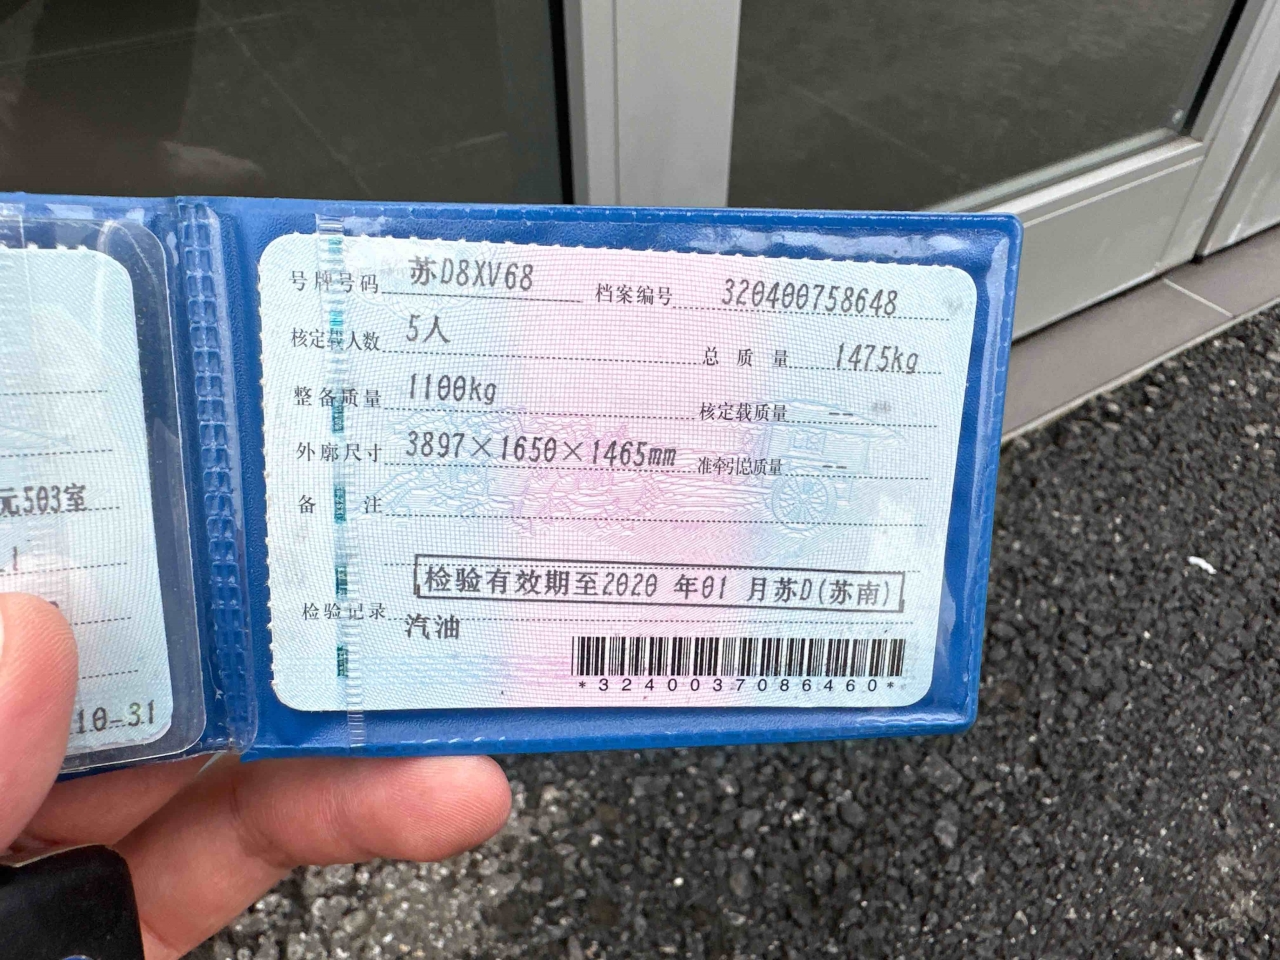 元503室
10-31
号牌号码 苏D8XV68 档案编号 320400758648
核定载人数 5人 总质量 1475kg
整备质量 1100kg 核定载质量 --
外廓尺寸 3897×1650×1465mm 准牵引总质量 --
备注
检验有效期至2020 年01 月苏D(苏南)
检验记录
汽油
*3240037086460*